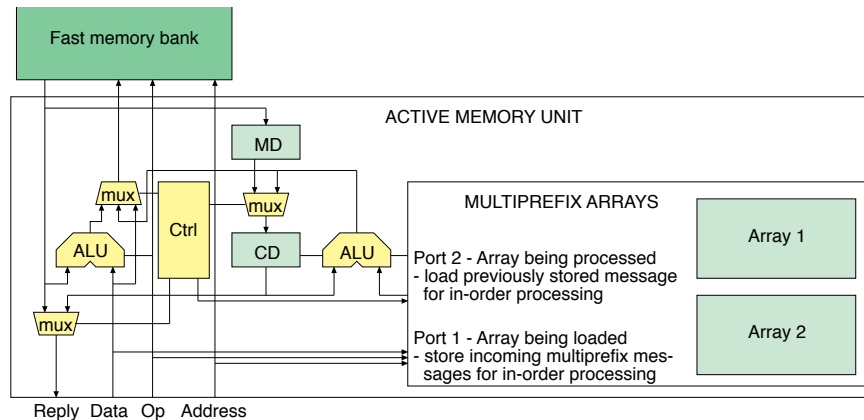 Fast memory bank
ACTIVE MEMORY UNIT
MD
mux
mux
Ctrl
MULTIPREFIX ARRAYS
Array 1
ALU
CD
ALU
Port 2 - Array being processed
- load previously stored message
for in-order processing
mux
Port 1 - Array being loaded
- store incoming multiprefix mes-
sages for in-order processing
Array 2
Reply Data Op Address